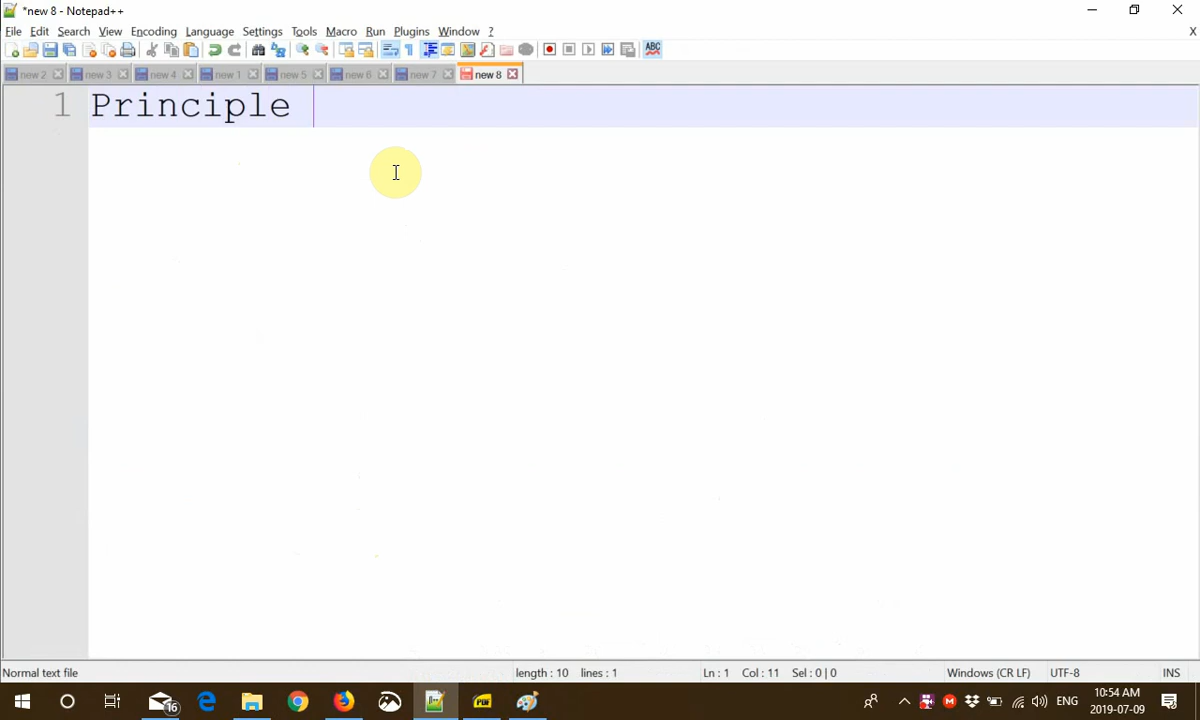 *new 8 - Notepad++
File Edit Search View Encoding Language Settings Tools Macro Run Plugins Window ? X
ABC
new 2 new 3 new 4 new 1 new 5 new 6 new 7 new 8
1 Principle
Normal text file length : 10 lines : 1 Ln : 1 Col : 11 Sel : 0 | 0 Windows (CR LF) UTF-8 INS
16 PDF ENG 10:54 AM
2019-07-09